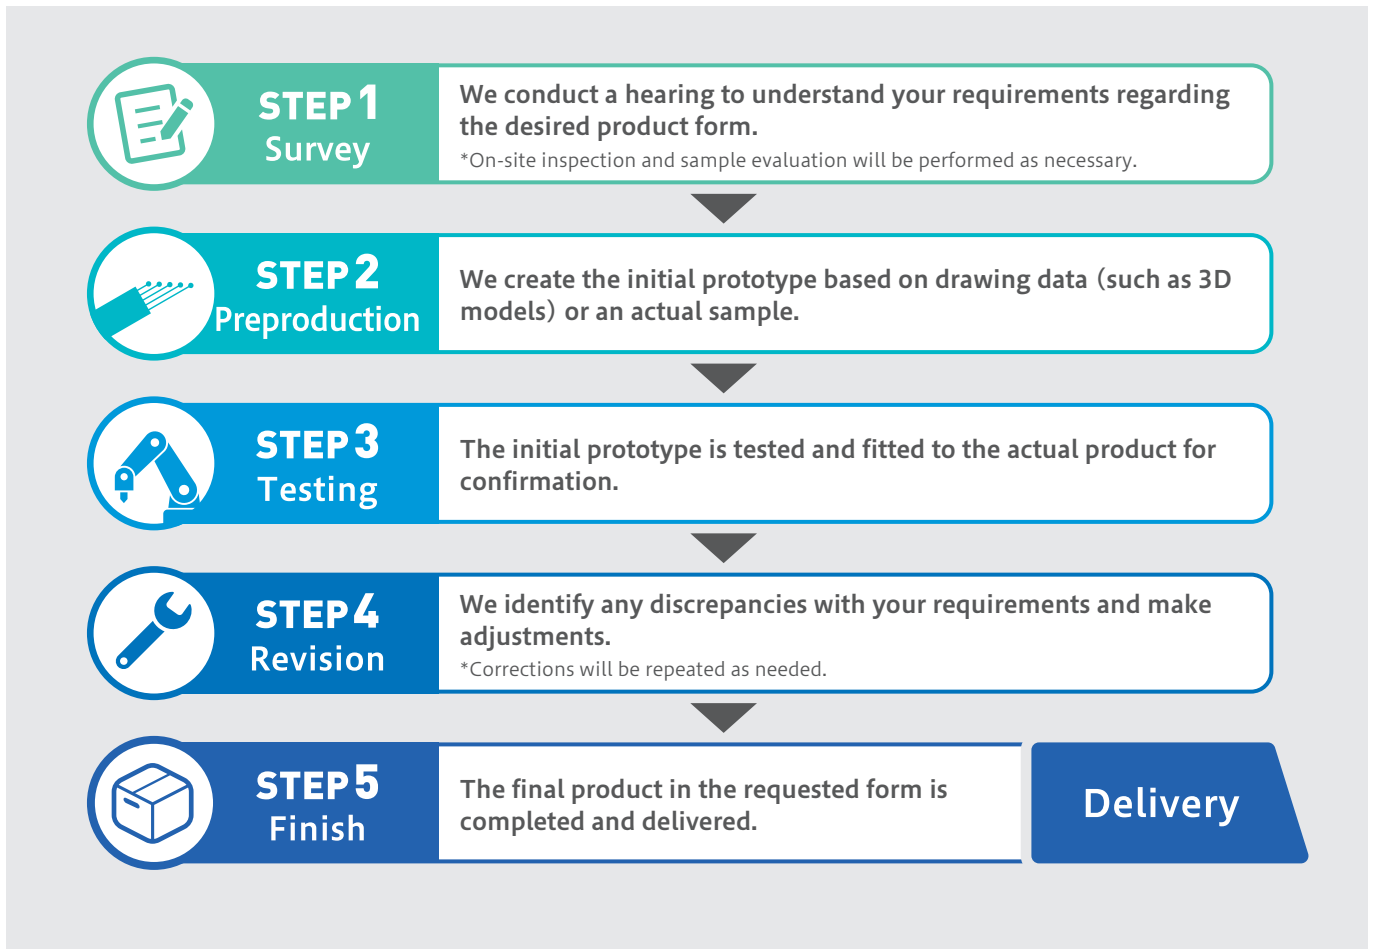 STEP 1
Survey
We conduct a hearing to understand your requirements regarding
the desired product form.
*On-site inspection and sample evaluation will be performed as necessary.
STEP 2
Preproduction
We create the initial prototype based on drawing data (such as 3D
models) or an actual sample.
STEP 3
Testing
The initial prototype is tested and fitted to the actual product for
confirmation.
STEP 4
Revision
We identify any discrepancies with your requirements and make
adjustments.
*Corrections will be repeated as needed.
STEP 5
Finish
The final product in the requested form is
completed and delivered.
Delivery